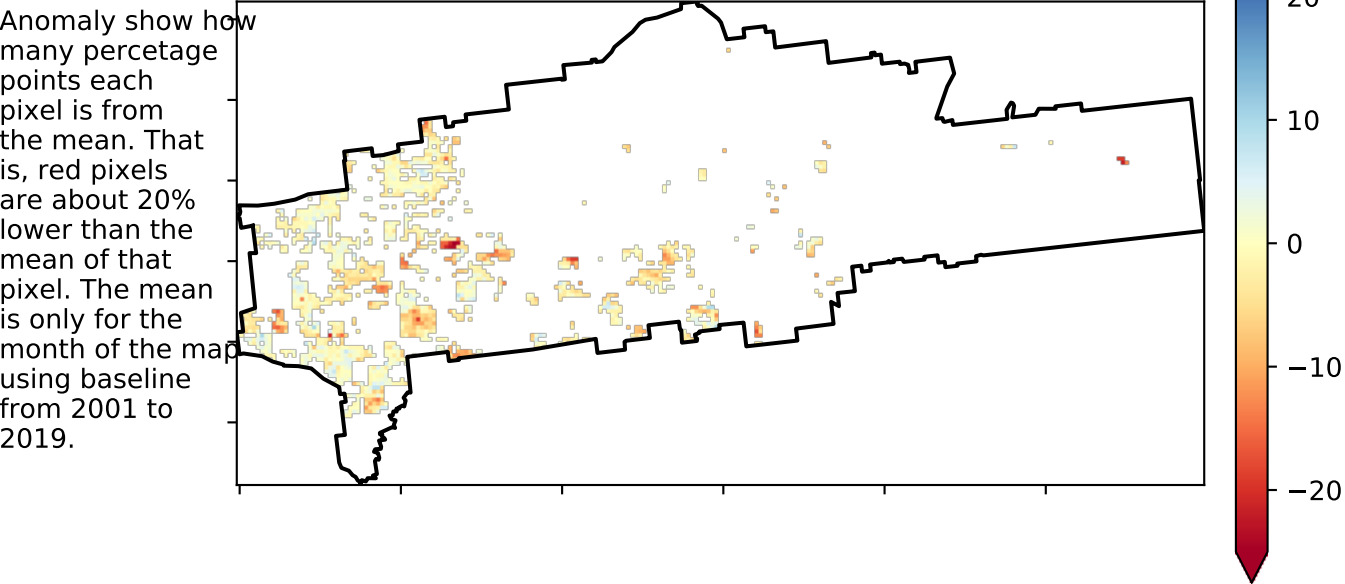 Anomaly show how
many percetage
points each
pixel is from
the mean. That
is, red pixels
are about 20%
lower than the
mean of that
pixel. The mean
is only for the
month of the map
using baseline
from 2001 to
2019.
20
10
0
−10
−20